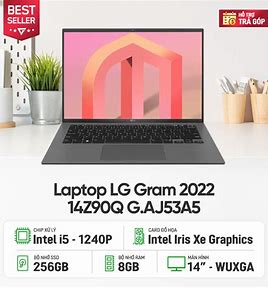 BEST
SELLER
HỖ TRỢ
TRẢ GÓP
Laptop LG Gram 2022
14Z90Q G.AJ53A5
CHIP XỬ LÝ
Intel i5 - 1240P
CARD ĐỒ HỌA
Intel Iris Xe Graphics
BỘ NHỚ SSD
256GB
BỘ NHỚ RAM
8GB
MÀN HÌNH
14” - WUXGA